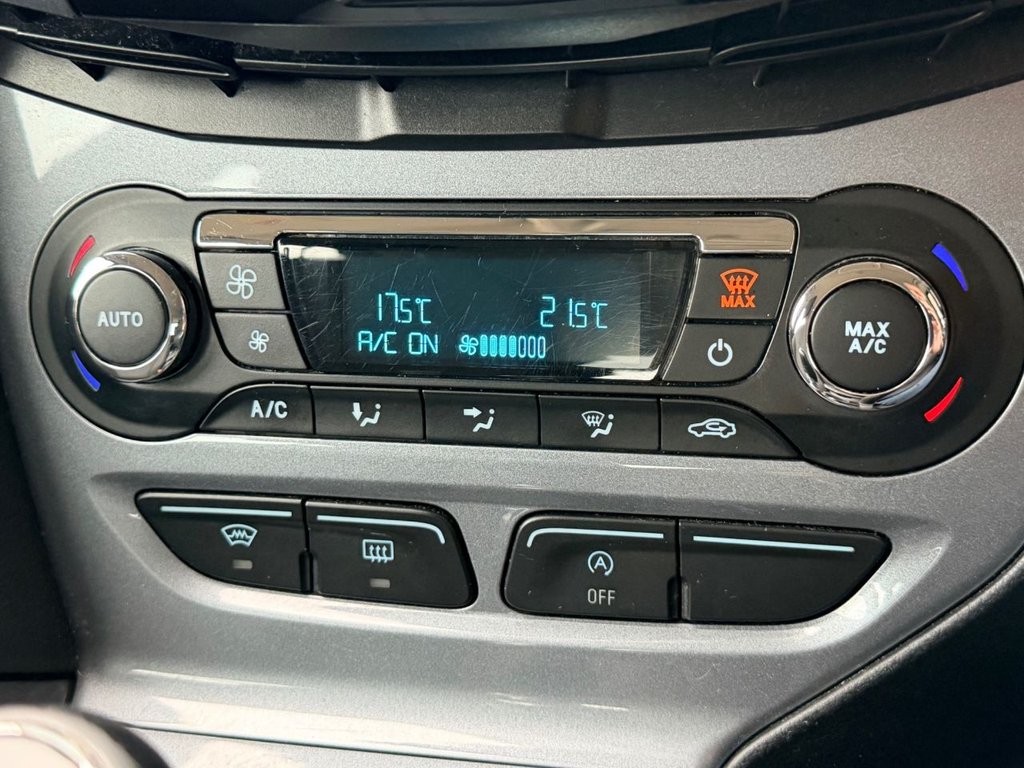 17.5°C 21.5°C
A/C ON
MAX
AUTO
MAX
A/C
A/C
A
OFF